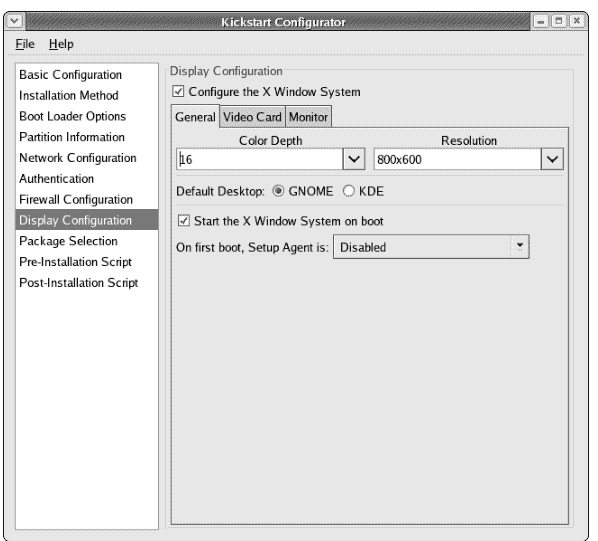 Kickstart Configurator
File Help
Basic Configuration
Installation Method
Boot Loader Options
Partition Information
Network Configuration
Authentication
Firewall Configuration
Display Configuration
Package Selection
Pre-Installation Script
Post-Installation Script
Display Configuration
Configure the X Window System
General Video Card Monitor
Color Depth Resolution
16 800x600
Default Desktop: GNOME KDE
Start the X Window System on boot
On first boot, Setup Agent is: Disabled